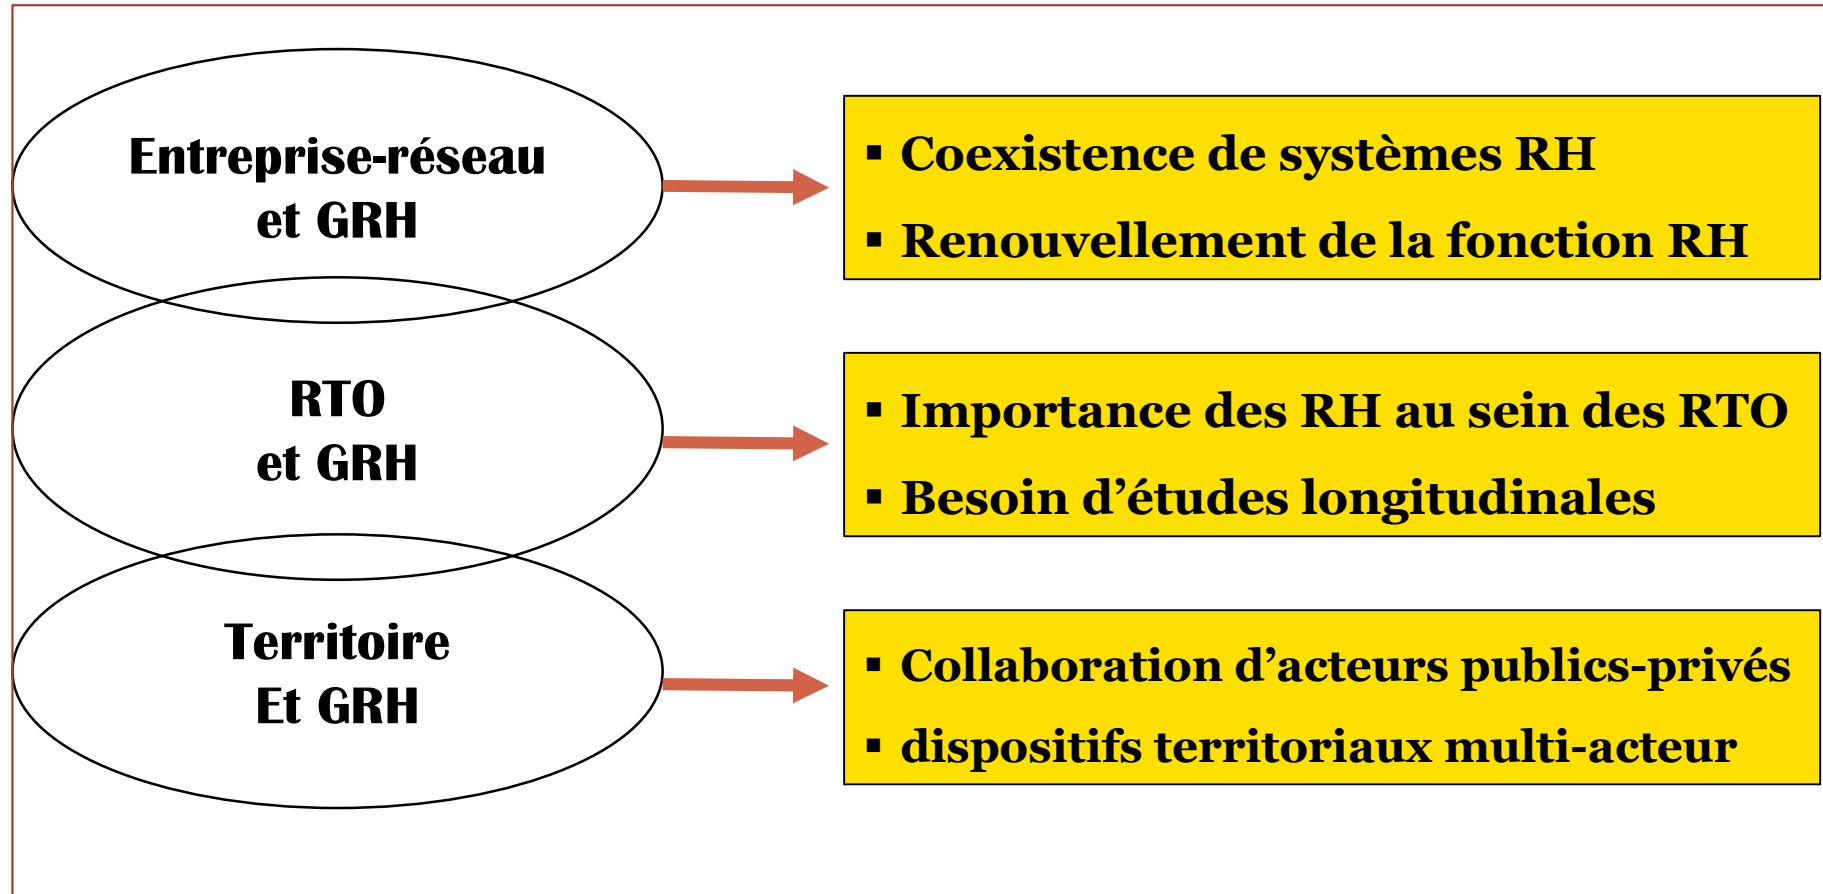 Entreprise-réseau
et GRH
▪ Coexistence de systèmes RH
▪ Renouvellement de la fonction RH
RTO
et GRH
▪ Importance des RH au sein des RTO
▪ Besoin d’études longitudinales
Territoire
Et GRH
▪ Collaboration d’acteurs publics-privés
▪ dispositifs territoriaux multi-acteur